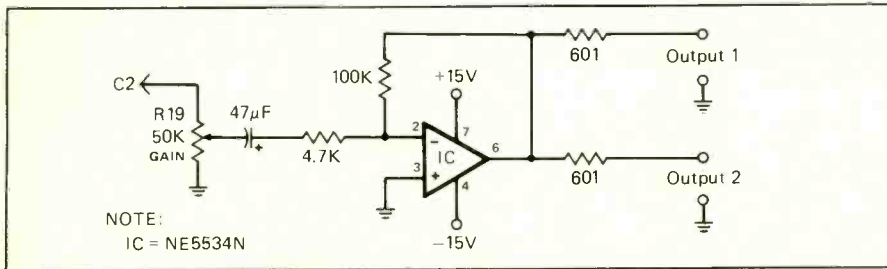 C2
R19
50K
GAIN
47µF
+
4.7K
100K
+15V
7
2
−
IC
6
3
+
4
−15V
601
Output 1
601
Output 2
NOTE:
IC = NE5534N